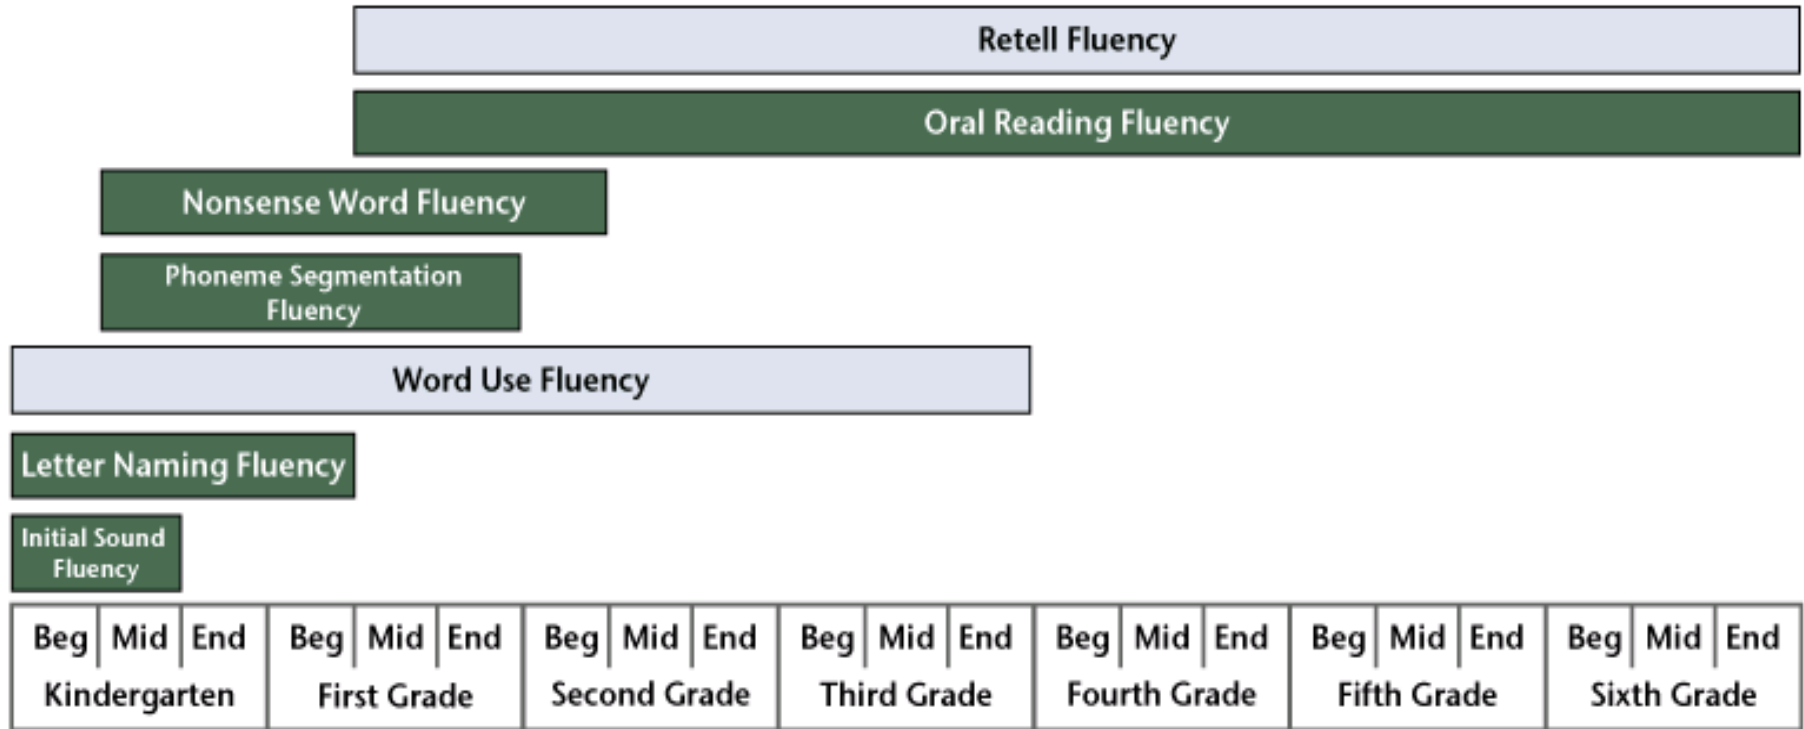 Retell Fluency
Oral Reading Fluency
Nonsense Word Fluency
Phoneme Segmentation
Fluency
Word Use Fluency
Letter Naming Fluency
Initial Sound
Fluency
Beg Mid End Beg Mid End Beg Mid End Beg Mid End Beg Mid End Beg Mid End Beg Mid End
Kindergarten First Grade Second Grade Third Grade Fourth Grade Fifth Grade Sixth Grade